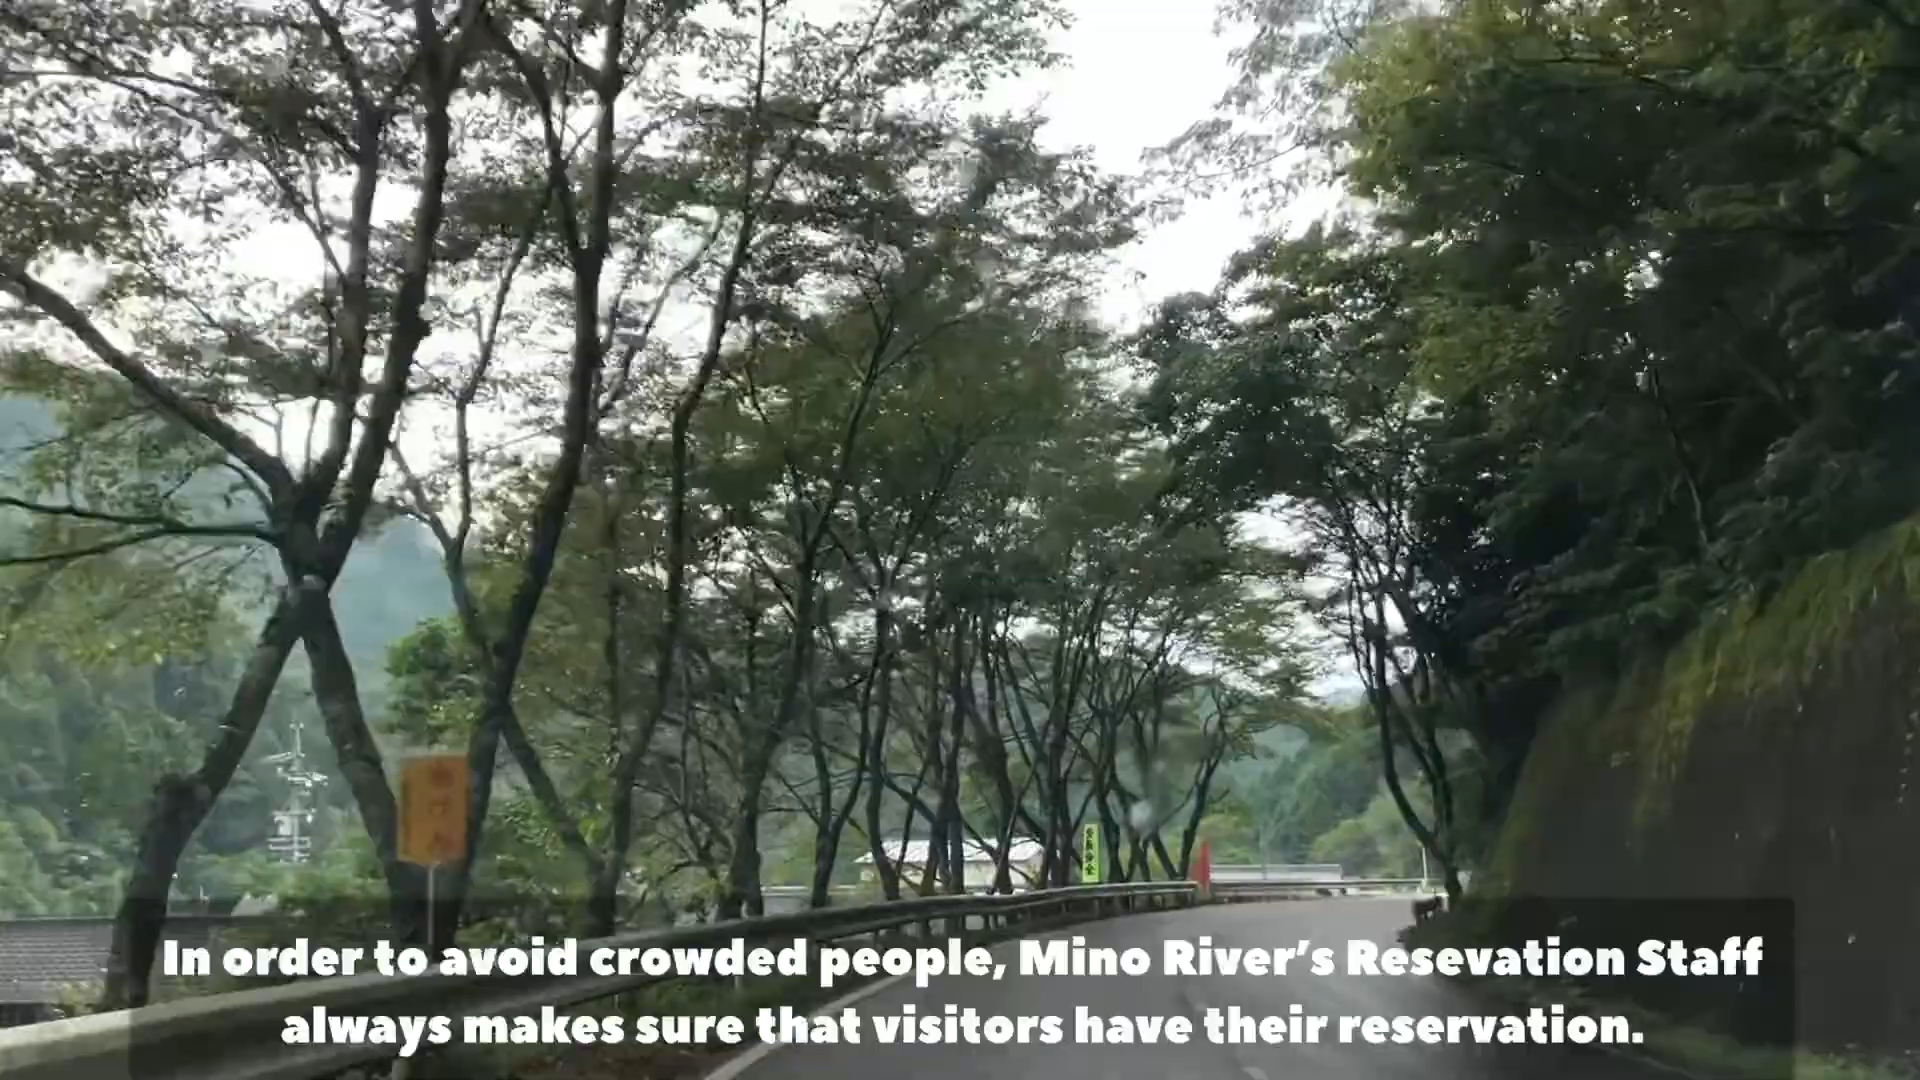 In order to avoid crowded people, Mino River's Resevation Staff
always makes sure that visitors have their reservation.